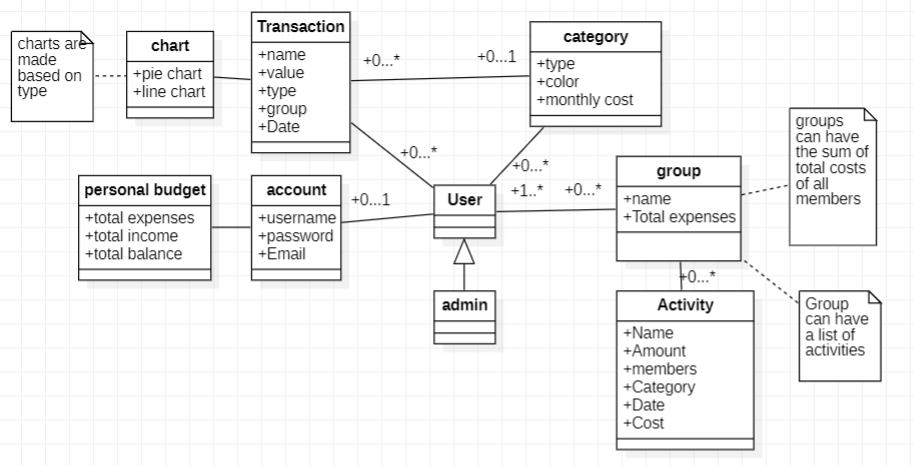 charts are
made
based on
type
chart
+pie chart
+line chart
Transaction
+name
+value
+type
+group
+Date
+0...*
+0...1
category
+type
+color
+monthly cost
groups
can have
the sum of
total costs
of all
members
+0...*
+0...*
personal budget
+total expenses
+total income
+total balance
account
+username
+password
+Email
+0...1
User
+1..*
+0...*
group
+name
+Total expenses
admin
+0...*
Activity
+Name
+Amount
+members
+Category
+Date
+Cost
Group
can have
a list of
activities